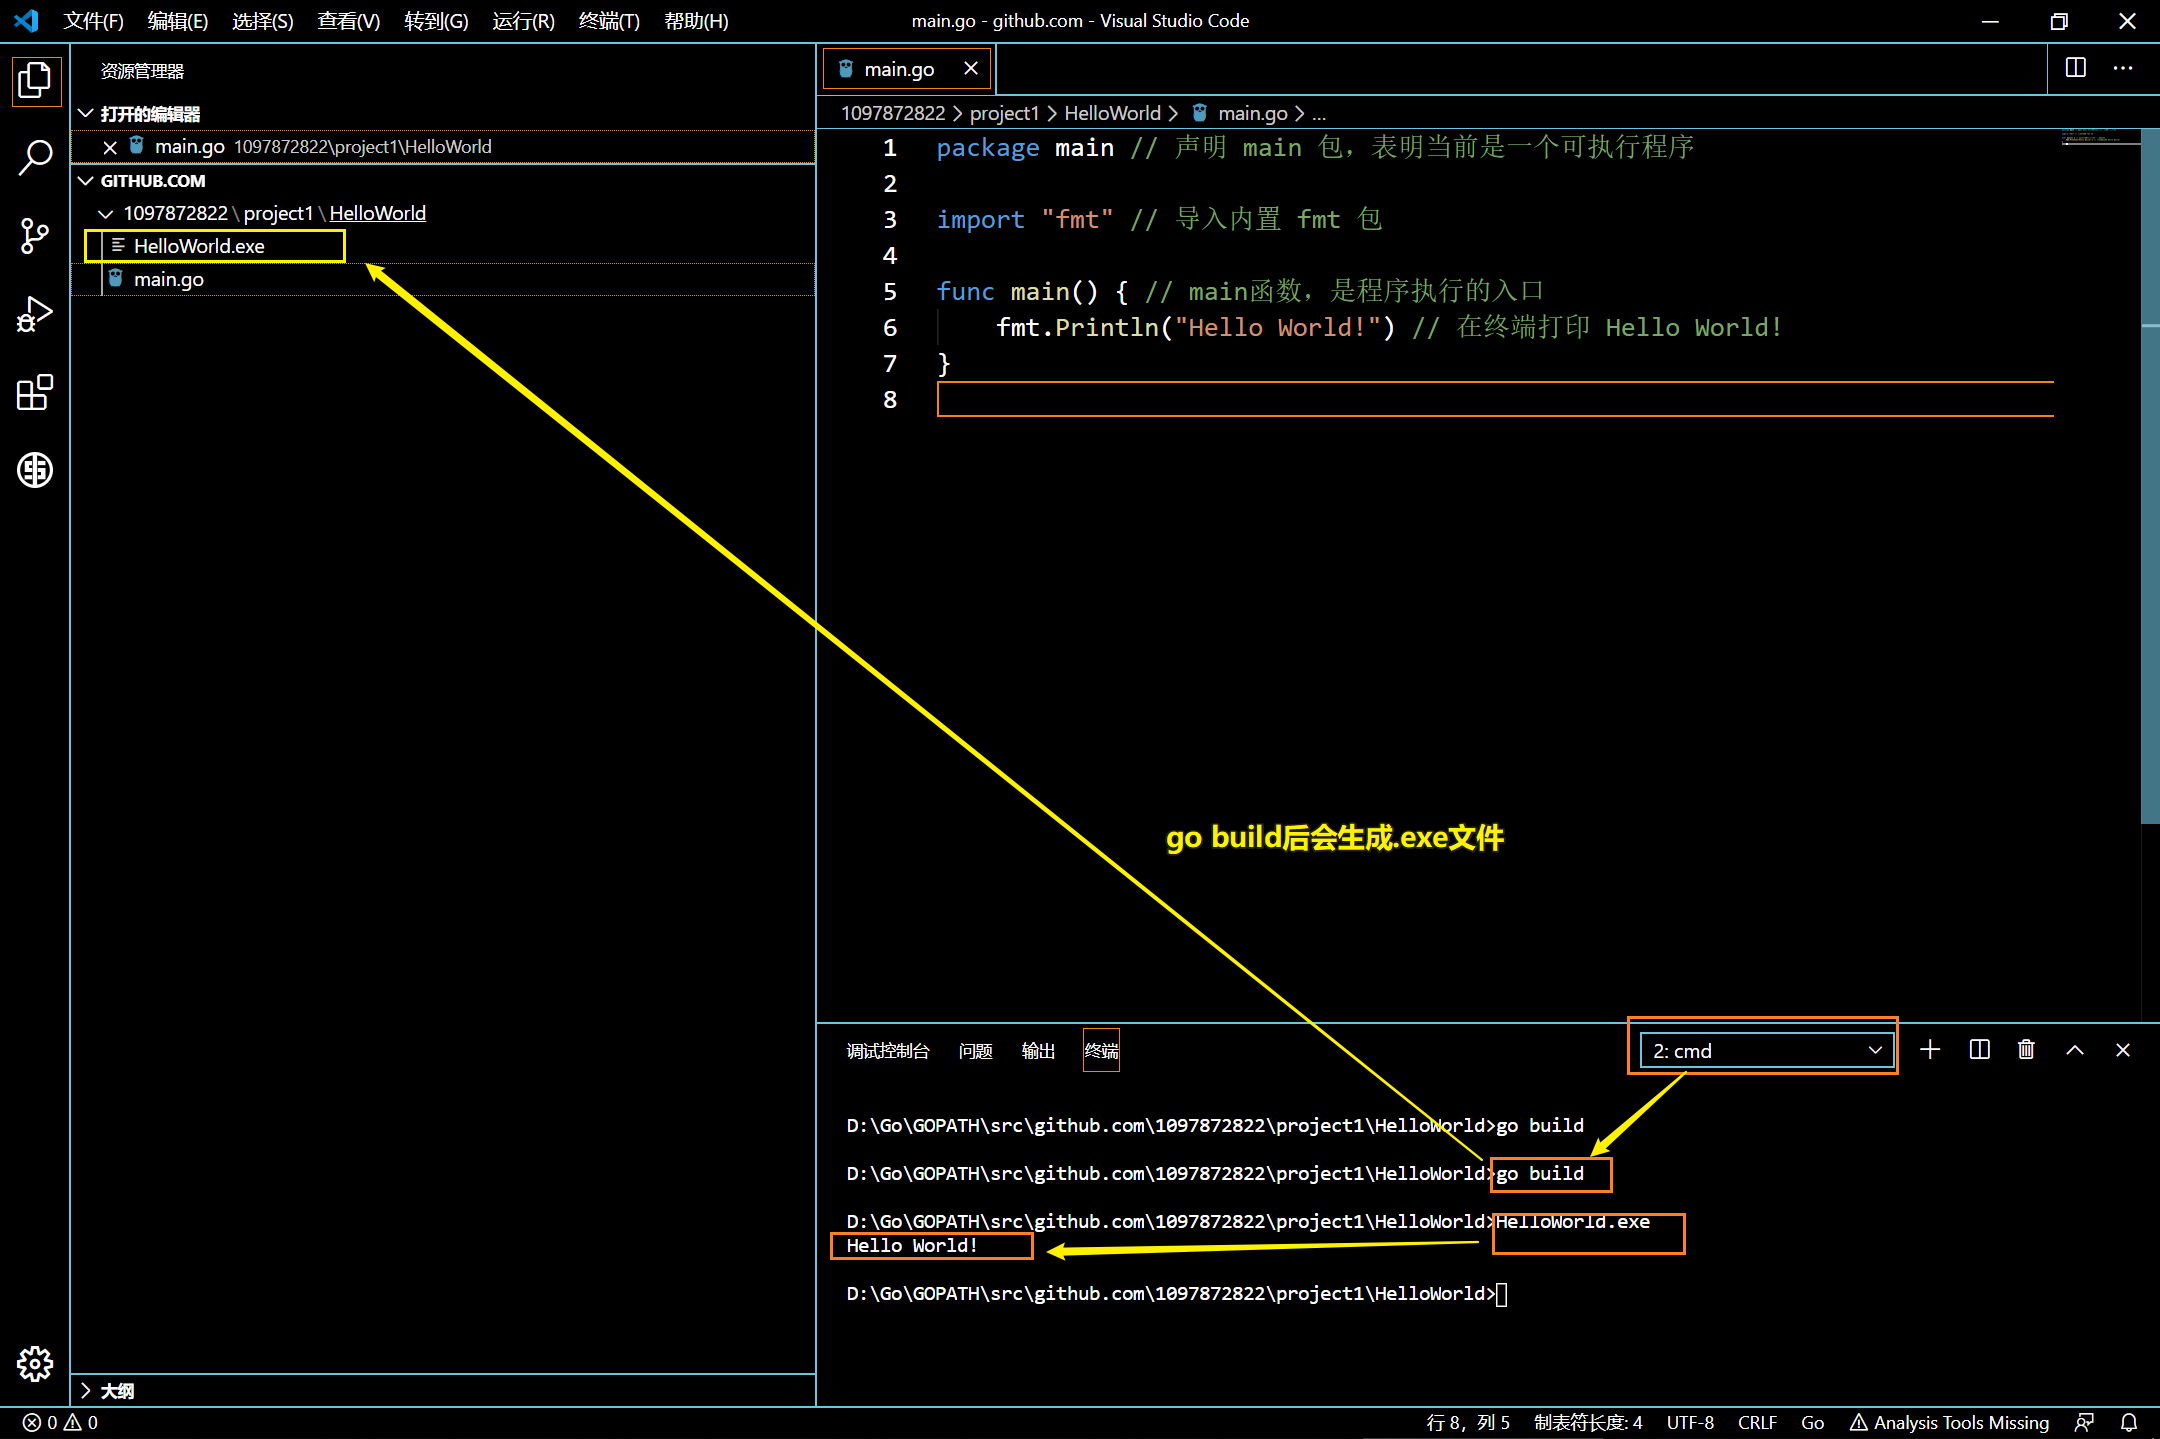 文件(F) 编辑(E) 选择(S) 查看(V) 转到(G) 运行(R) 终端(T) 帮助(H) main.go - github.com - Visual Studio Code
资源管理器
打开的编辑器
main.go 1097872822\project1\HelloWorld
GITHUB.COM
1097872822 \ project1 \ HelloWorld
HelloWorld.exe
main.go
大纲
main.go
1097872822 > project1 > HelloWorld > main.go > ...
1 package main // 声明 main 包，表明当前是一个可执行程序
2
3 import "fmt" // 导入内置 fmt 包
4
5 func main() { // main函数，是程序执行的入口
6 fmt.Println("Hello World!") // 在终端打印 Hello World!
7 }
8
go build后会生成.exe文件
调试控制台 问题 输出 终端 2: cmd
D:\Go\GOPATH\src\github.com\1097872822\project1\HelloWorld>go build
D:\Go\GOPATH\src\github.com\1097872822\project1\HelloWorld>go build
D:\Go\GOPATH\src\github.com\1097872822\project1\HelloWorld>HelloWorld.exe
Hello World!
D:\Go\GOPATH\src\github.com\1097872822\project1\HelloWorld>
0 0 行 8，列 5 制表符长度: 4 UTF-8 CRLF Go Analysis Tools Missing